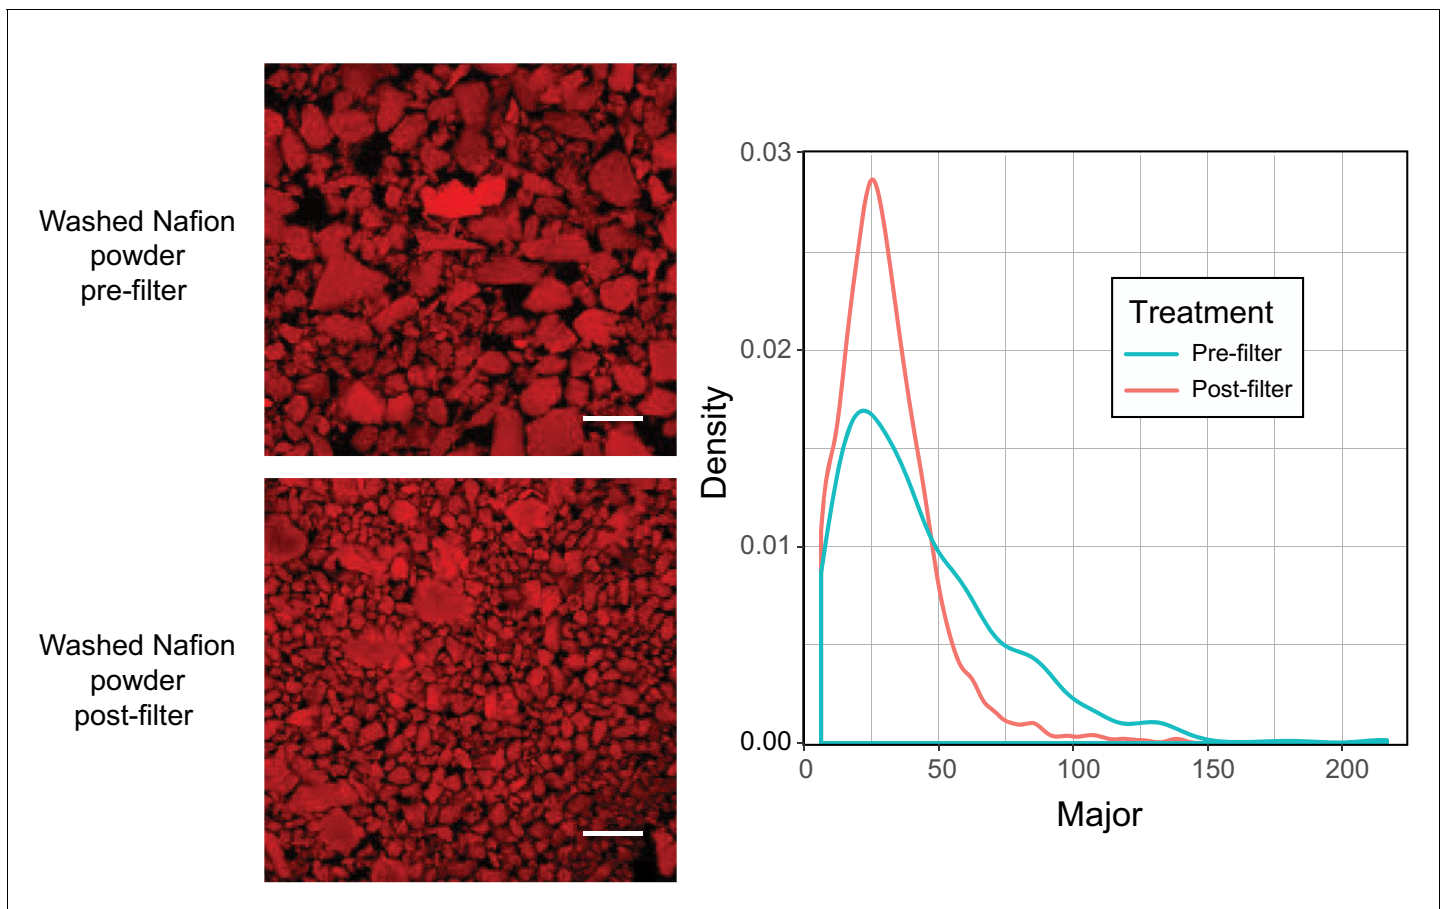 Washed Nafion
powder
pre-filter
Washed Nafion
powder
post-filter
0.03
0.02
0.01
0.00
Density
Treatment
Pre-filter
Post-filter
0
50
100
150
200
Major